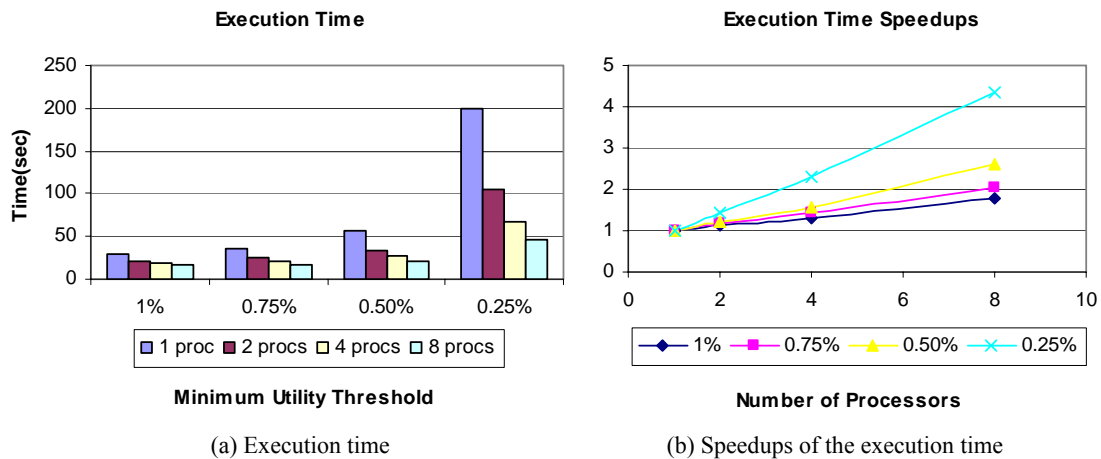 Execution Time
250
200
150
100
50
0
Time(sec)
1% 0.75% 0.50% 0.25%
1 proc 2 procs 4 procs 8 procs
Minimum Utility Threshold
(a) Execution time
Execution Time Speedups
5
4
3
2
1
0
0 2 4 6 8 10
1% 0.75% 0.50% 0.25%
Number of Processors
(b) Speedups of the execution time